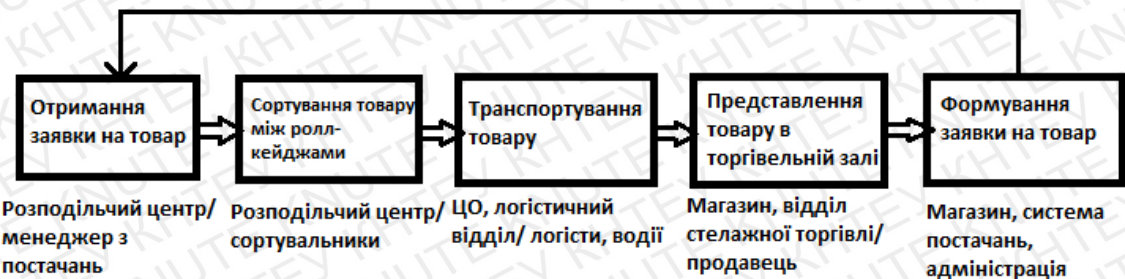 Отримання
заявки на товар
Сортування товару
між ролл-
кейджами
Транспортування
товару
Представлення
товару в
торгівельній залі
Формування
заявки на товар
Розподільчий центр/
менеджер з
постачань
Розподільчий центр/
сортувальники
ЦО, логістичний
відділ/ логісти, водії
Магазин, відділ
стелажної торгівлі/
продавець
Магазин, система
постачань,
адміністрація